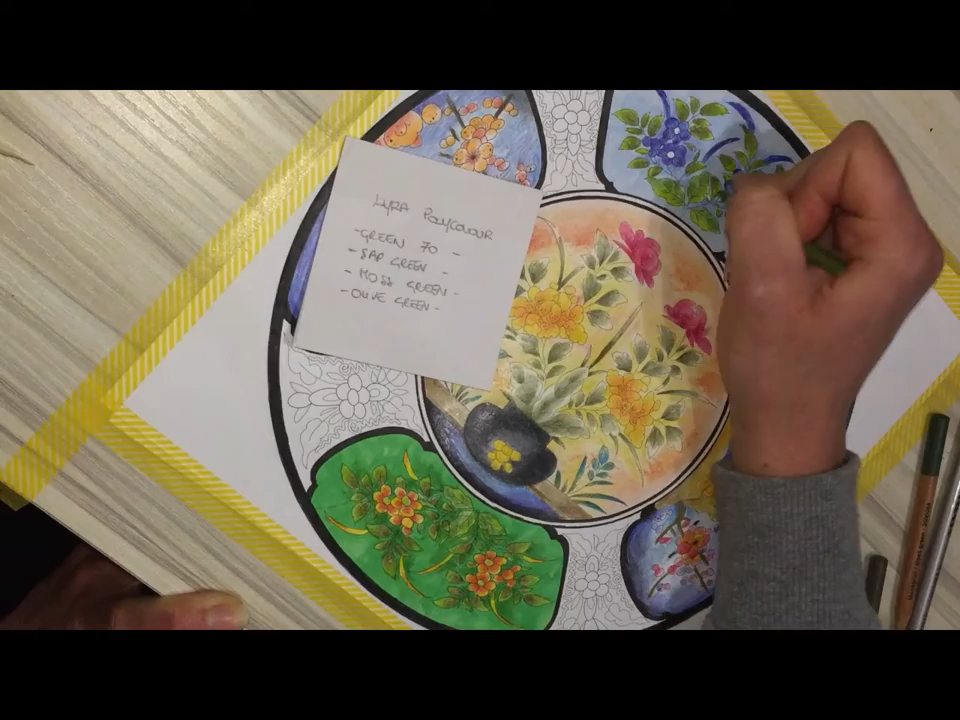 LYRA POLYCOLOUR
-GREEN 70 -
-SAP GREEN -
-MOSS GREEN-
-OLIVE GREEN-